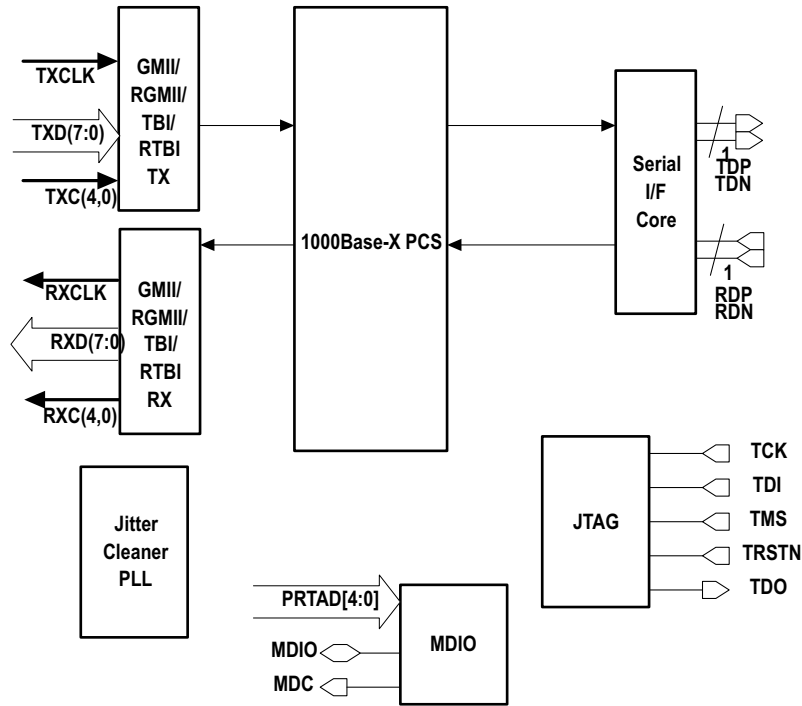 TXCLK
TXD(7:0)
TXC(4,0)
GMII/
RGMII/
TBI/
RTBI
TX
1000Base-X PCS
Serial
I/F
Core
1
TDP
TDN
1
RDP
RDN
RXCLK
RXD(7:0)
RXC(4,0)
GMII/
RGMII/
TBI/
RTBI
RX
Jitter
Cleaner
PLL
PRTAD[4:0]
MDIO
MDC
MDIO
JTAG
TCK
TDI
TMS
TRSTN
TDO